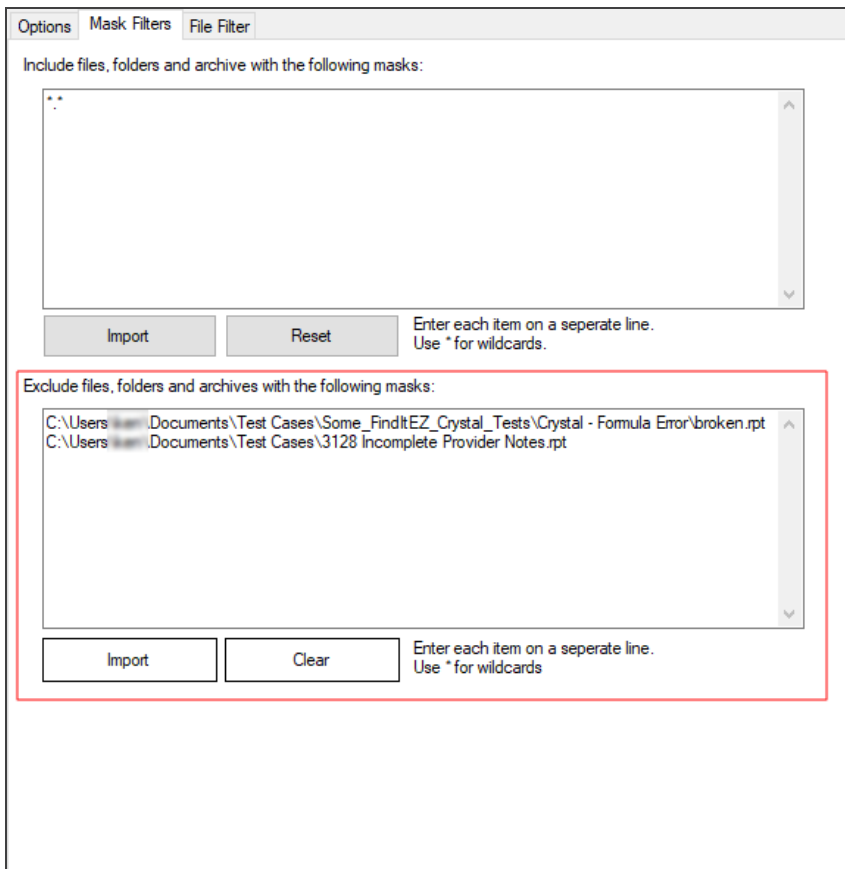 Options Mask Filters File Filter
Include files, folders and archive with the following masks:
*.*
Import Reset Enter each item on a seperate line.
Use * for wildcards.
Exclude files, folders and archives with the following masks:
C:\Users \Documents\Test Cases\Some_FindItEZ_Crystal_Tests\Crystal - Formula Error\broken.rpt
C:\Users \Documents\Test Cases\3128 Incomplete Provider Notes.rpt
Import Clear Enter each item on a seperate line.
Use * for wildcards